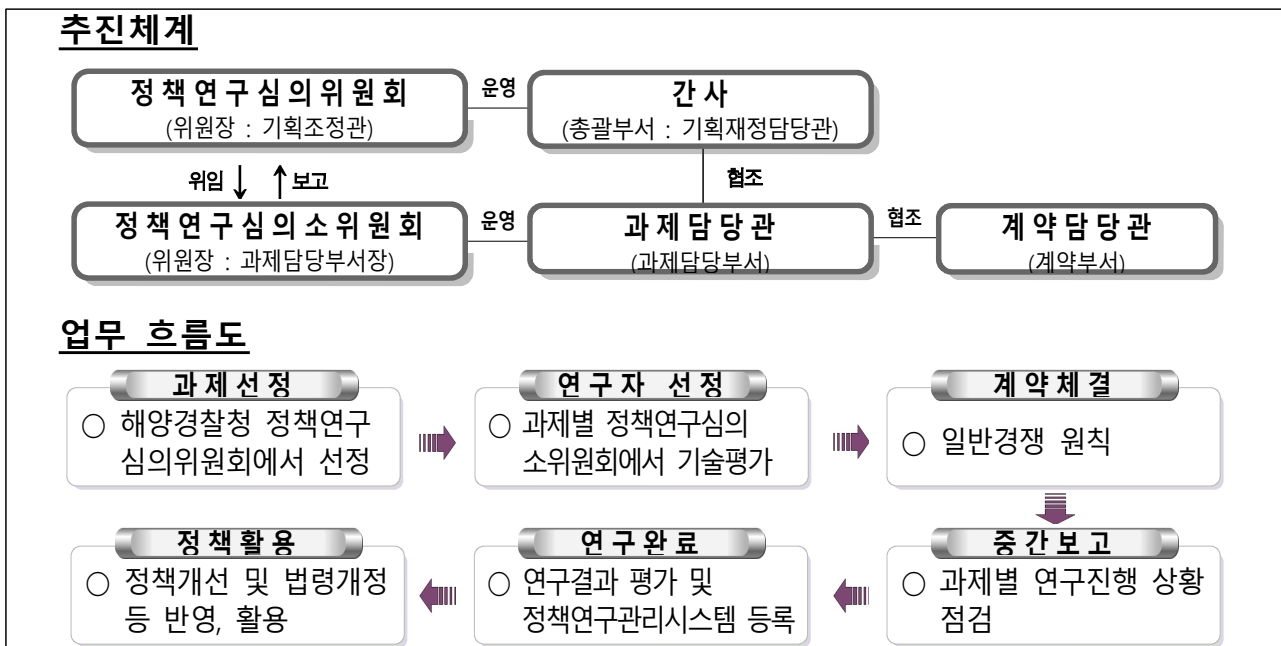 추진체계
정책연구심의위원회
(위원장 : 기획조정관)
운영
간사
(총괄부서 : 기획재정담당관)
위임
보고
협조
정책연구심의소위원회
(위원장 : 과제담당부서장)
운영
과제담당관
(과제담당부서)
협조
계약담당관
(계약부서)
업무 흐름도
과제선정
○ 해양경찰청 정책연구
심의위원회에서 선정
연구자 선정
○ 과제별 정책연구심의
소위원회에서 기술평가
계약체결
○ 일반경쟁 원칙
정책활용
○ 정책개선 및 법령개정
등 반영, 활용
연구완료
○ 연구결과 평가 및
정책연구관리시스템 등록
중간보고
○ 과제별 연구진행 상황
점검